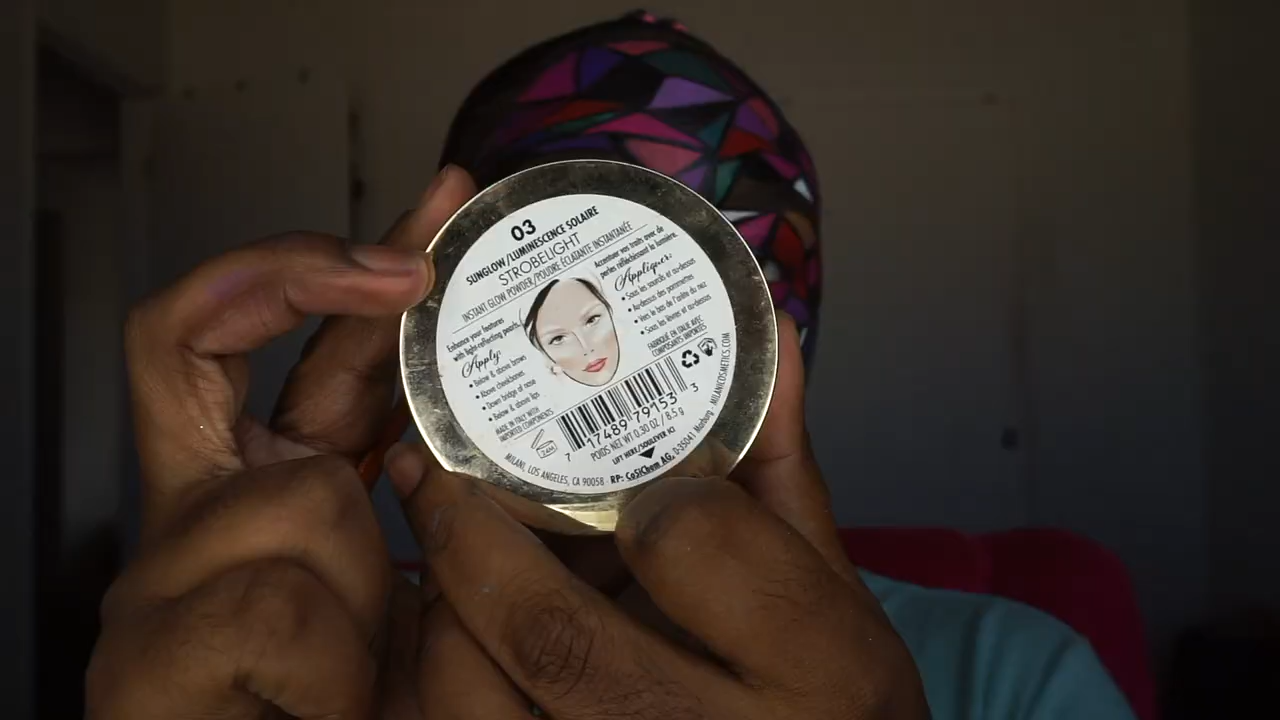 03
SUNGLOW/LUMINESCENCE SOLAIRE
STROBELIGHT
INSTANT GLOW POWDER/POUDRE ÉCLATANTE INSTANTANÉE
Enhance your features
with light-reflecting pearls.
Apply:
• Below & above brows
• Above cheekbones
• Down bridge of nose
• Below & above lips
MADE IN ITALY WITH
IMPORTED COMPONENTS
Accentuer vos traits avec de
perles réfléchissant la lumière.
Appliquer:
• Sous les sourcils et au-dessus
• Au-dessus des pommettes
• Vers le bas de l'arête du nez
• Sous les lèvres et au-dessus
FABRIQUÉ EN ITALIE AVEC
COMPOSANTS IMPORTÉS
24M
7 17489 79153 3
POIDS NET WT 0.30 OZ / 8.5 g
LIFT HERE/SOULEVER ICI
MILANI, LOS ANGELES, CA 90058 · RP: CoSiChem AG, D-35041 Marburg · MILANICOSMETICS.COM